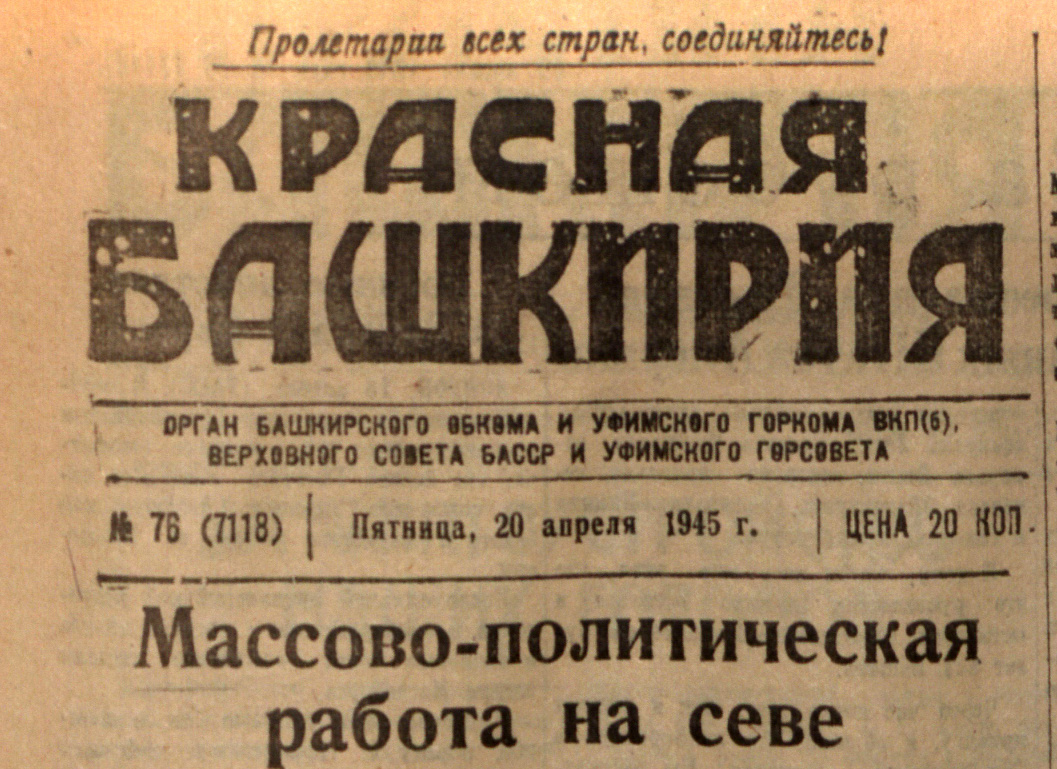 Пролетарии всех стран, соединяйтесь!
КРАСНАЯ
БАШКИРИЯ
ОРГАН БАШКИРСКОГО ОБКОМА И УФИМСКОГО ГОРКОМА ВКП(б),
ВЕРХОВНОГО СОВЕТА БАССР И УФИМСКОГО ГОРСОВЕТА
№ 76 (7118) Пятница, 20 апреля 1945 г. ЦЕНА 20 КОП.
Массово-политическая
работа на севе